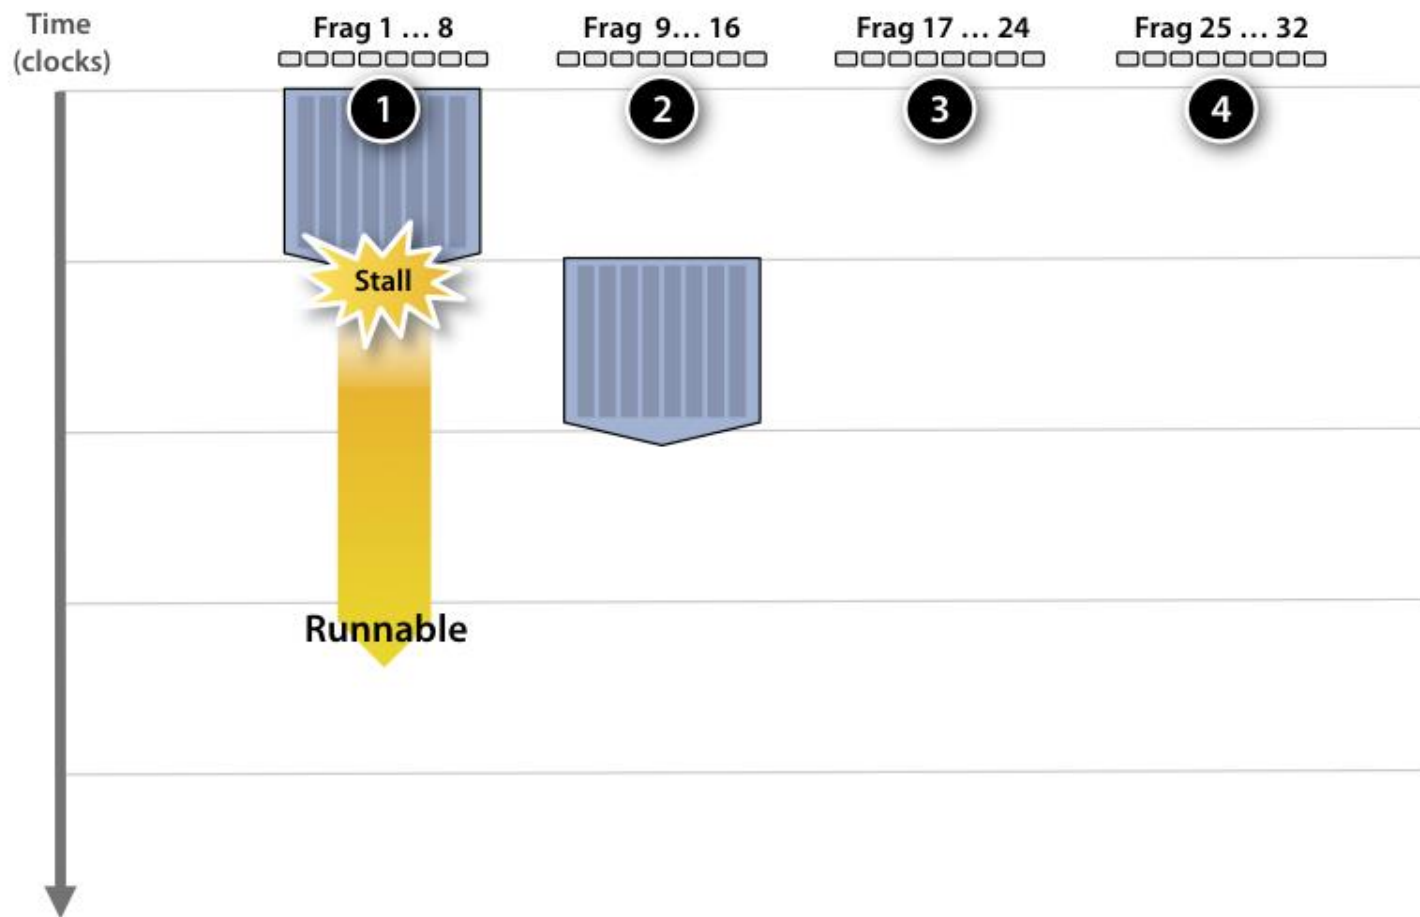 Time
(clocks)
Frag 1 … 8
Frag 9… 16
Frag 17 … 24
Frag 25 … 32
1
2
3
4
Stall
Runnable